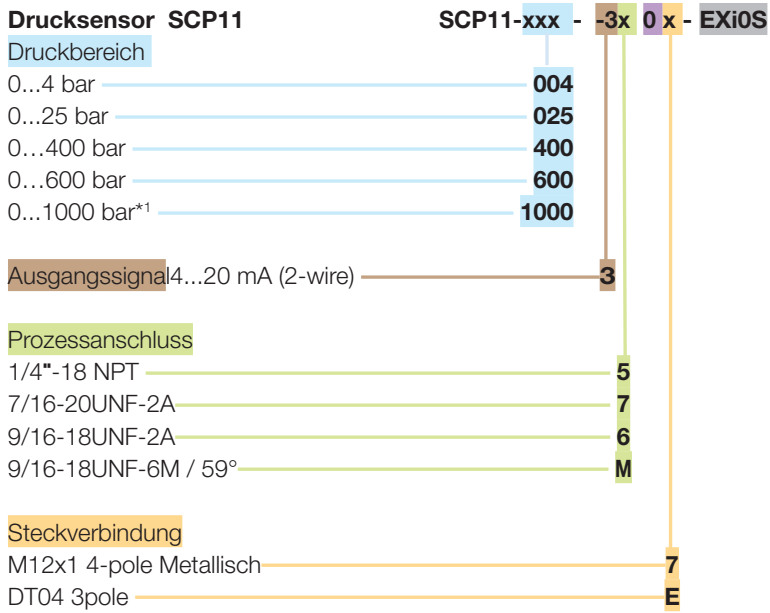 Drucksensor SCP11 SCP11-xxx - -3x 0 x - EXi0S
Druckbereich
0...4 bar 004
0...25 bar 025
0…400 bar 400
0…600 bar 600
0...1000 bar*1 1000
Ausgangssignal4...20 mA (2-wire) 3
Prozessanschluss
1/4"-18 NPT 5
7/16-20UNF-2A 7
9/16-18UNF-2A 6
9/16-18UNF-6M / 59° M
Steckverbindung
M12x1 4-pole Metallisch 7
DT04 3pole E